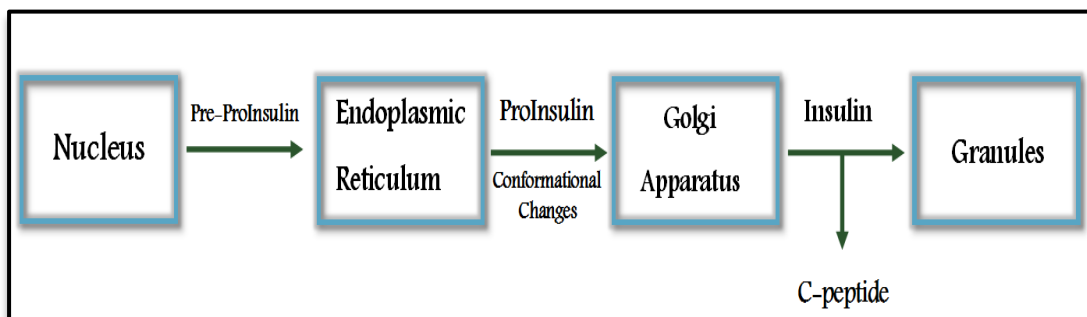 Nucleus
Pre-ProInsulin
Endoplasmic
Reticulum
ProInsulin
Conformational
Changes
Golgi
Apparatus
Insulin
C-peptide
Granules